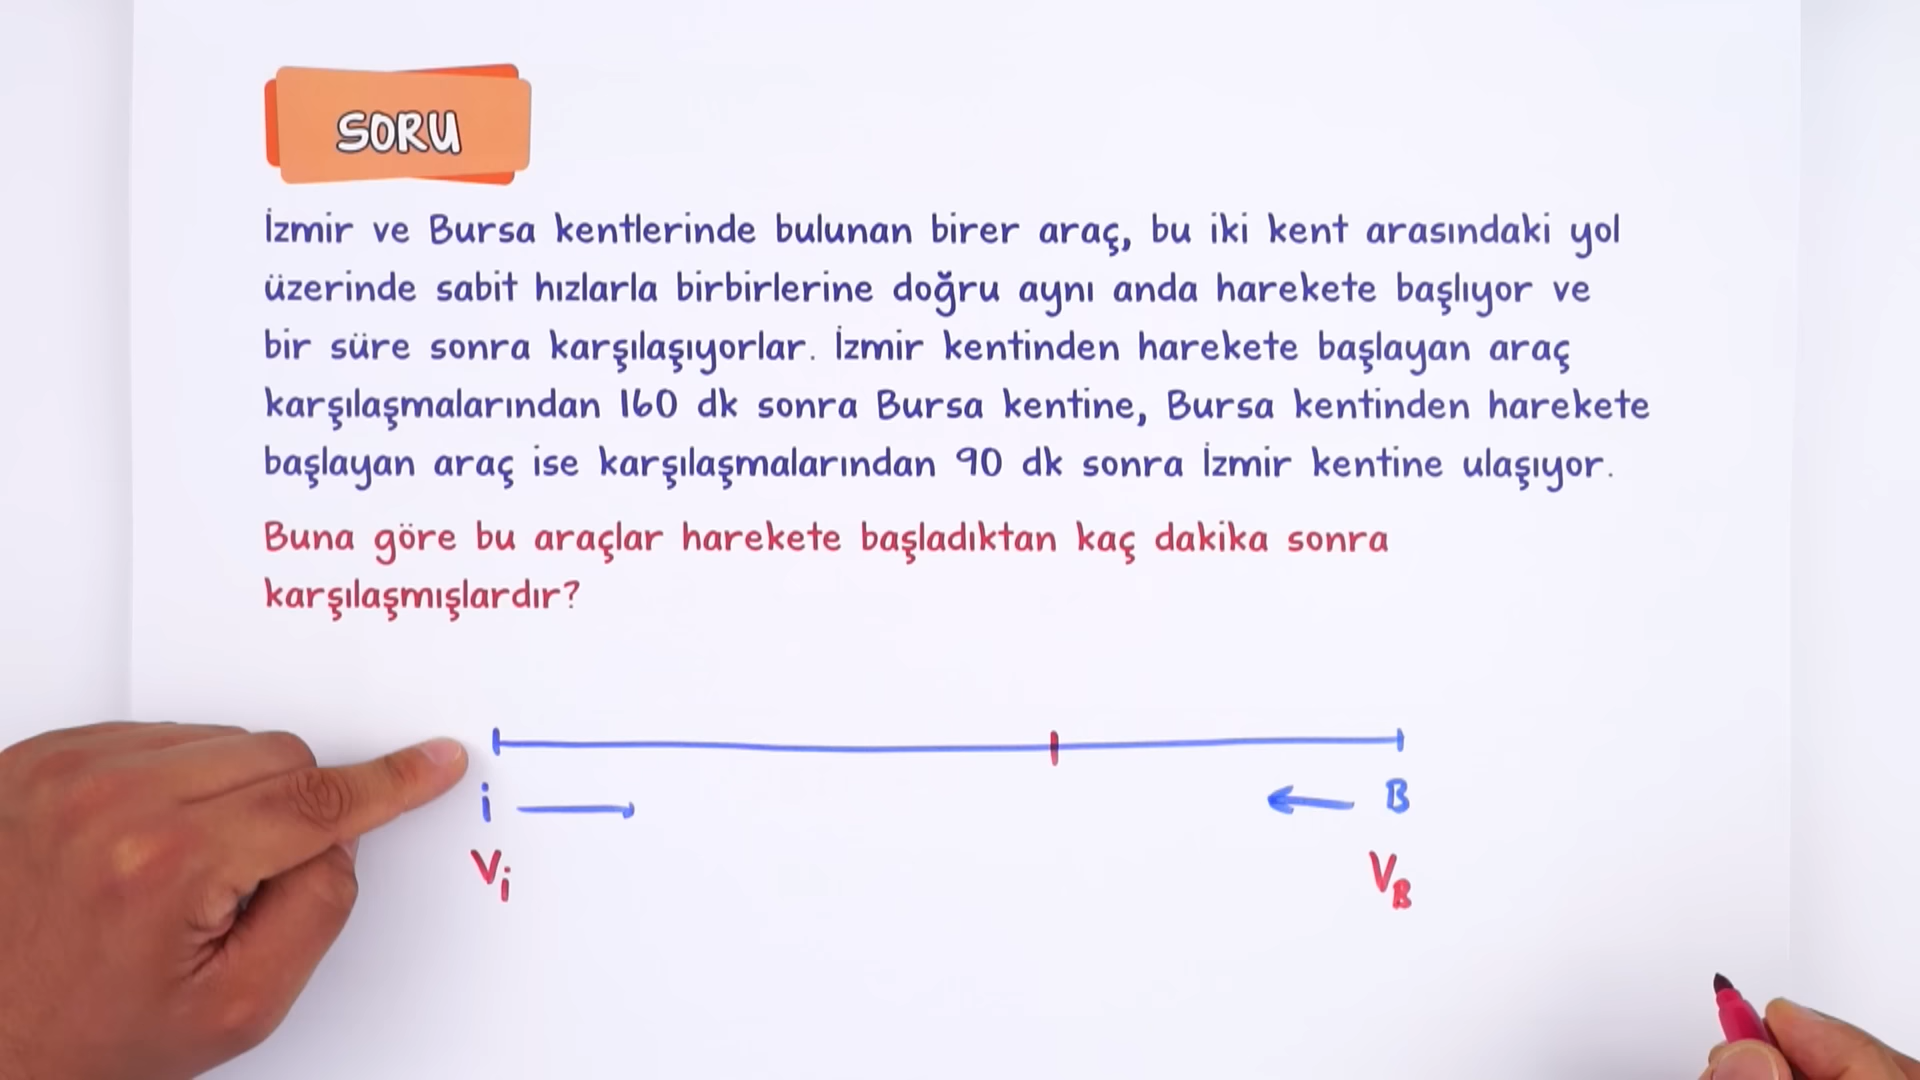 SORU
İzmir ve Bursa kentlerinde bulunan birer araç, bu iki kent arasındaki yol
üzerinde sabit hızlarla birbirlerine doğru aynı anda harekete başlıyor ve
bir süre sonra karşılaşıyorlar. İzmir kentinden harekete başlayan araç
karşılaşmalarından 160 dk sonra Bursa kentine, Bursa kentinden harekete
başlayan araç ise karşılaşmalarından 90 dk sonra İzmir kentine ulaşıyor.
Buna göre bu araçlar harekete başladıktan kaç dakika sonra
karşılaşmışlardır?
i B
Vi VB